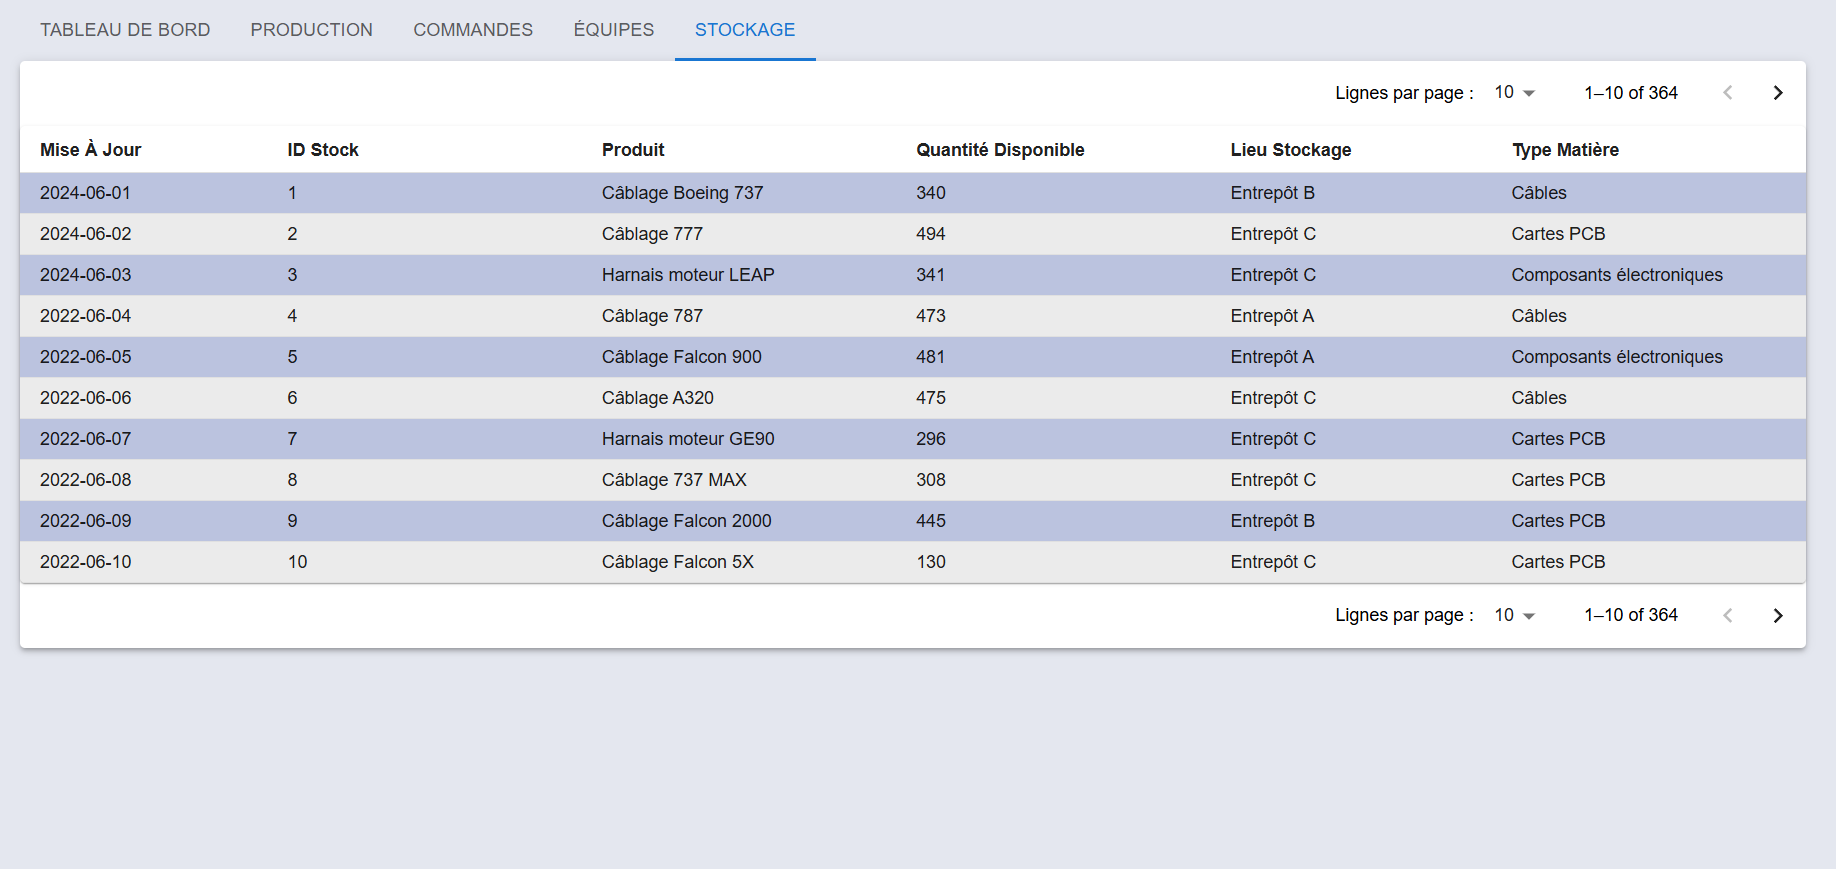 TABLEAU DE BORD PRODUCTION COMMANDES ÉQUIPES STOCKAGE
Lignes par page : 10 1–10 of 364
Mise À Jour ID Stock Produit Quantité Disponible Lieu Stockage Type Matière
2024-06-01 1 Câblage Boeing 737 340 Entrepôt B Câbles
2024-06-02 2 Câblage 777 494 Entrepôt C Cartes PCB
2024-06-03 3 Harnais moteur LEAP 341 Entrepôt C Composants électroniques
2022-06-04 4 Câblage 787 473 Entrepôt A Câbles
2022-06-05 5 Câblage Falcon 900 481 Entrepôt A Composants électroniques
2022-06-06 6 Câblage A320 475 Entrepôt C Câbles
2022-06-07 7 Harnais moteur GE90 296 Entrepôt C Cartes PCB
2022-06-08 8 Câblage 737 MAX 308 Entrepôt C Cartes PCB
2022-06-09 9 Câblage Falcon 2000 445 Entrepôt B Cartes PCB
2022-06-10 10 Câblage Falcon 5X 130 Entrepôt C Cartes PCB
Lignes par page : 10 1–10 of 364